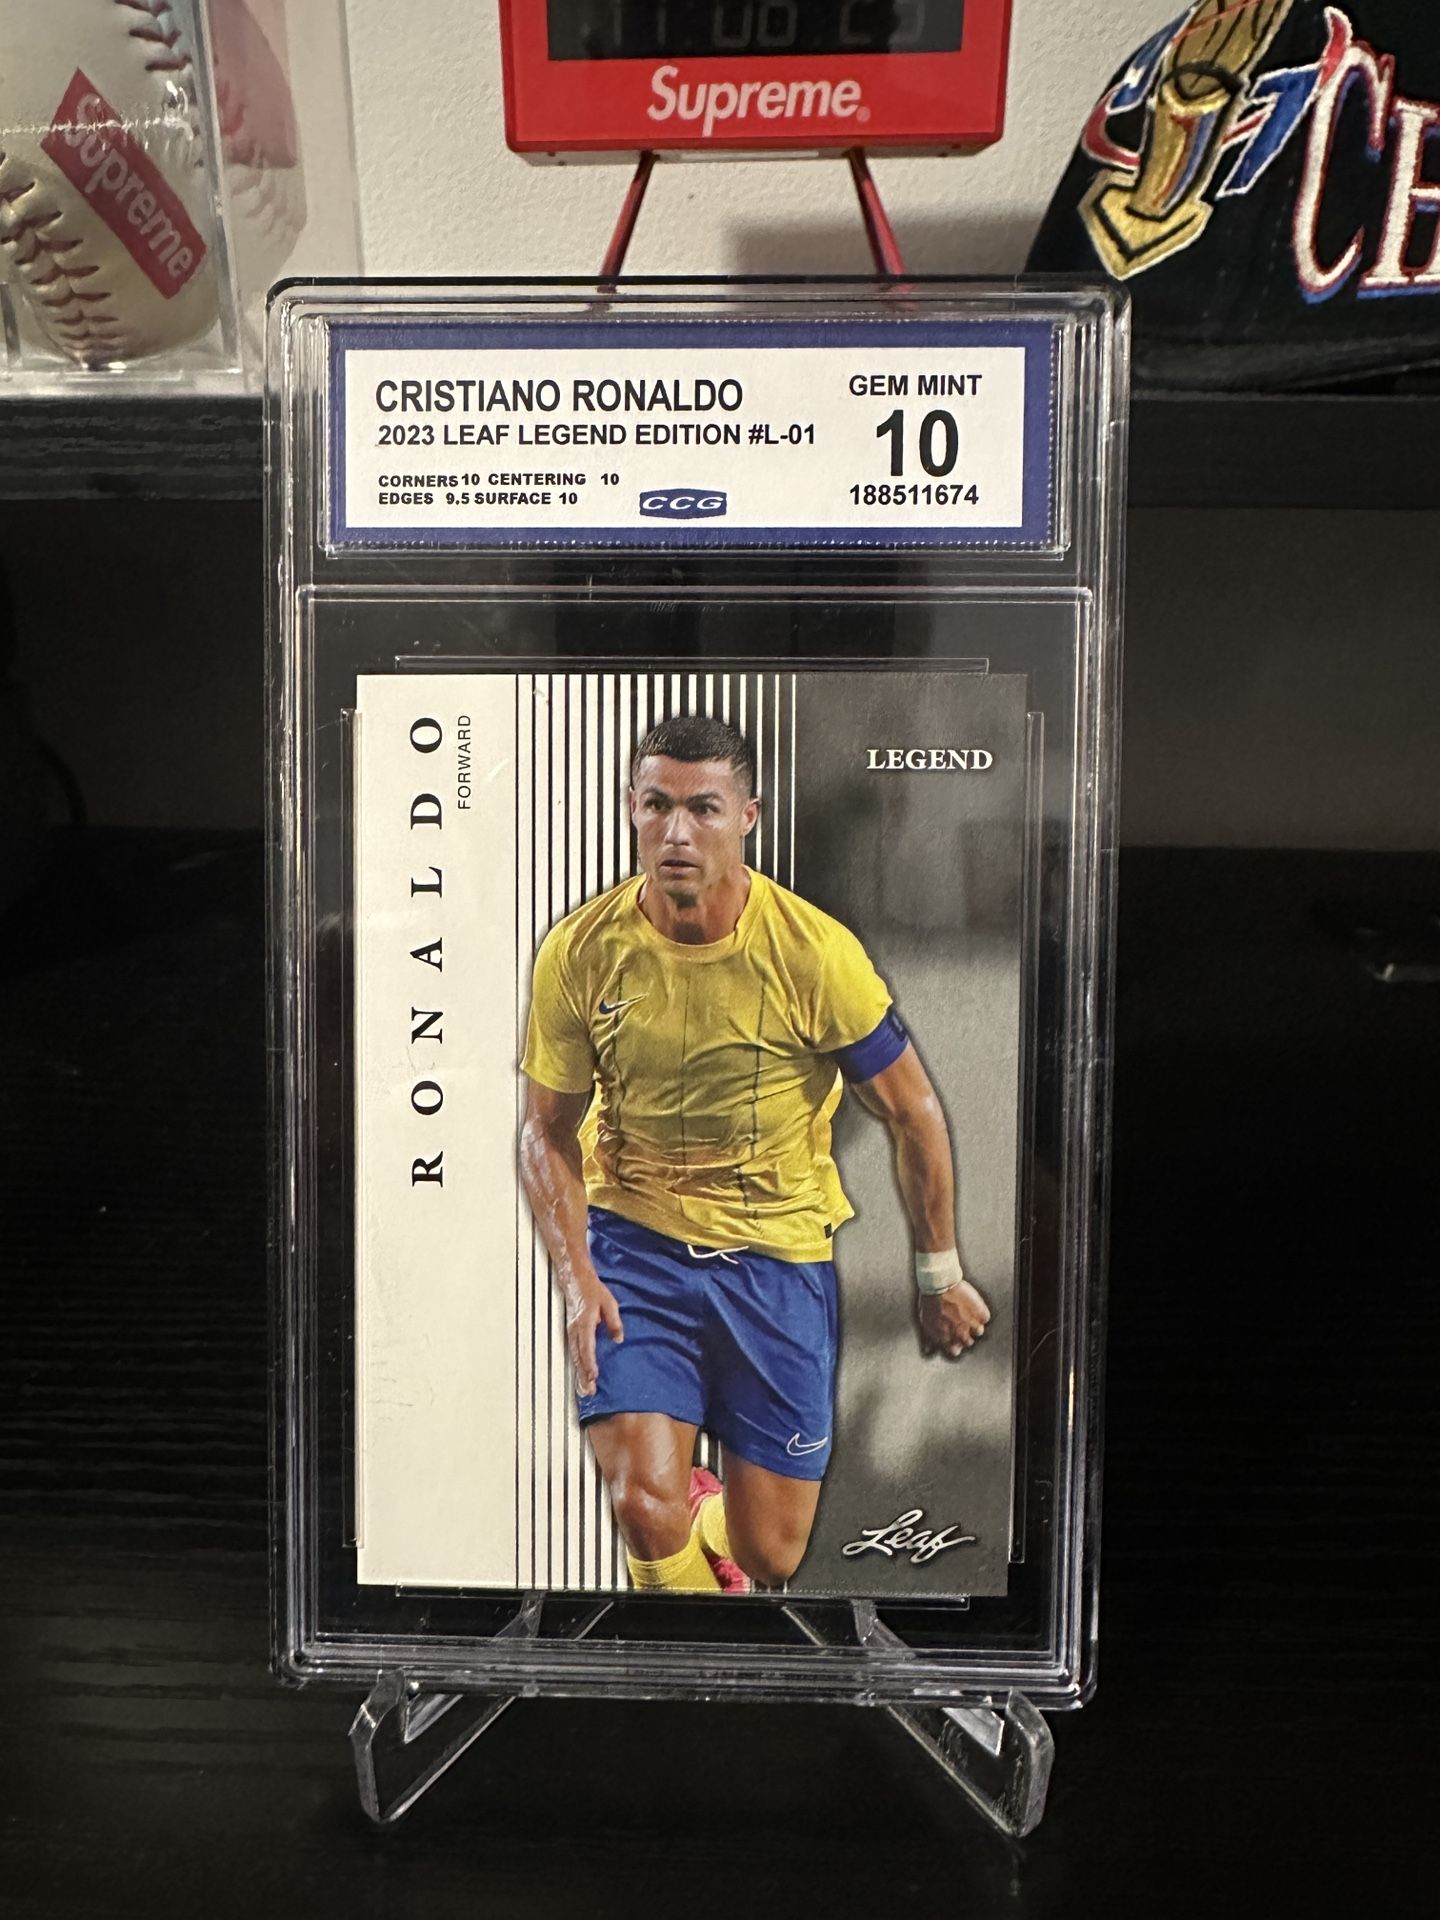 Supreme
Supreme
CRISTIANO RONALDO
2023 LEAF LEGEND EDITION #L-01
CORNERS 10 CENTERING 10
EDGES 9.5 SURFACE 10
CCG
GEM MINT
10
188511674
RONALDO
FORWARD
LEGEND
Leaf